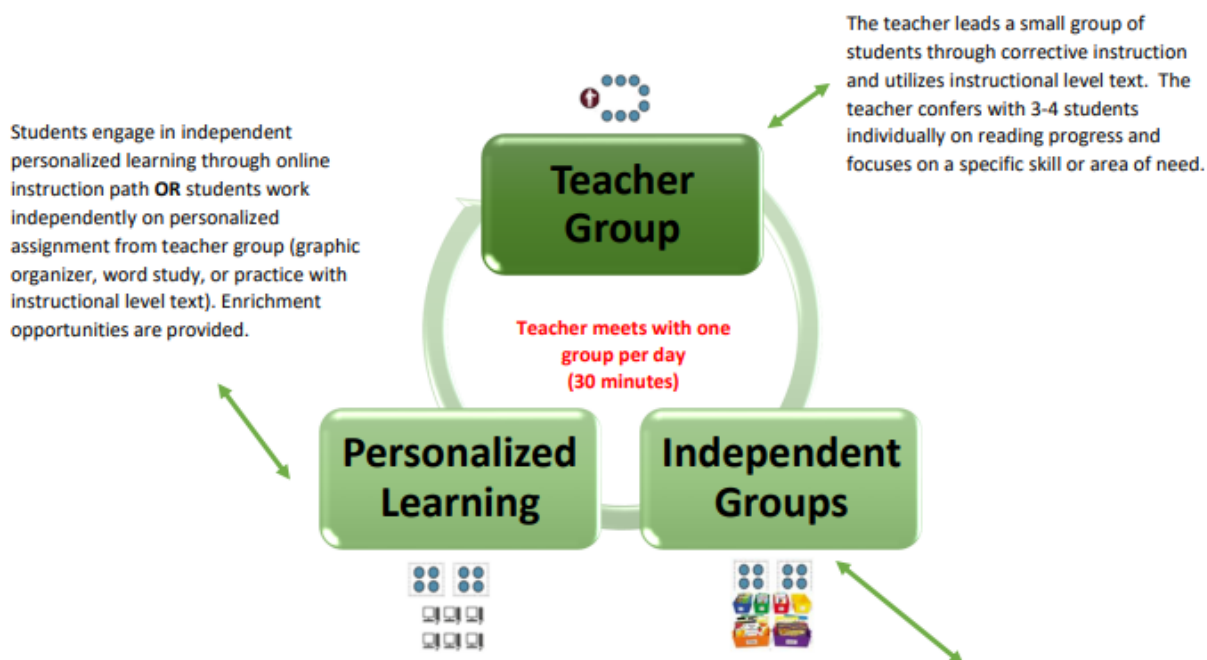 The teacher leads a small group of
students through corrective instruction
and utilizes instructional level text.  The
teacher confers with 3-4 students
individually on reading progress and
focuses on a specific skill or area of need.
Students engage in independent
personalized learning through online
instruction path OR students work
independently on personalized
assignment from teacher group (graphic
organizer, word study, or practice with
instructional level text). Enrichment
opportunities are provided.
Teacher
Group
Teacher meets with one
group per day
(30 minutes)
Personalized
Learning
Independent
Groups